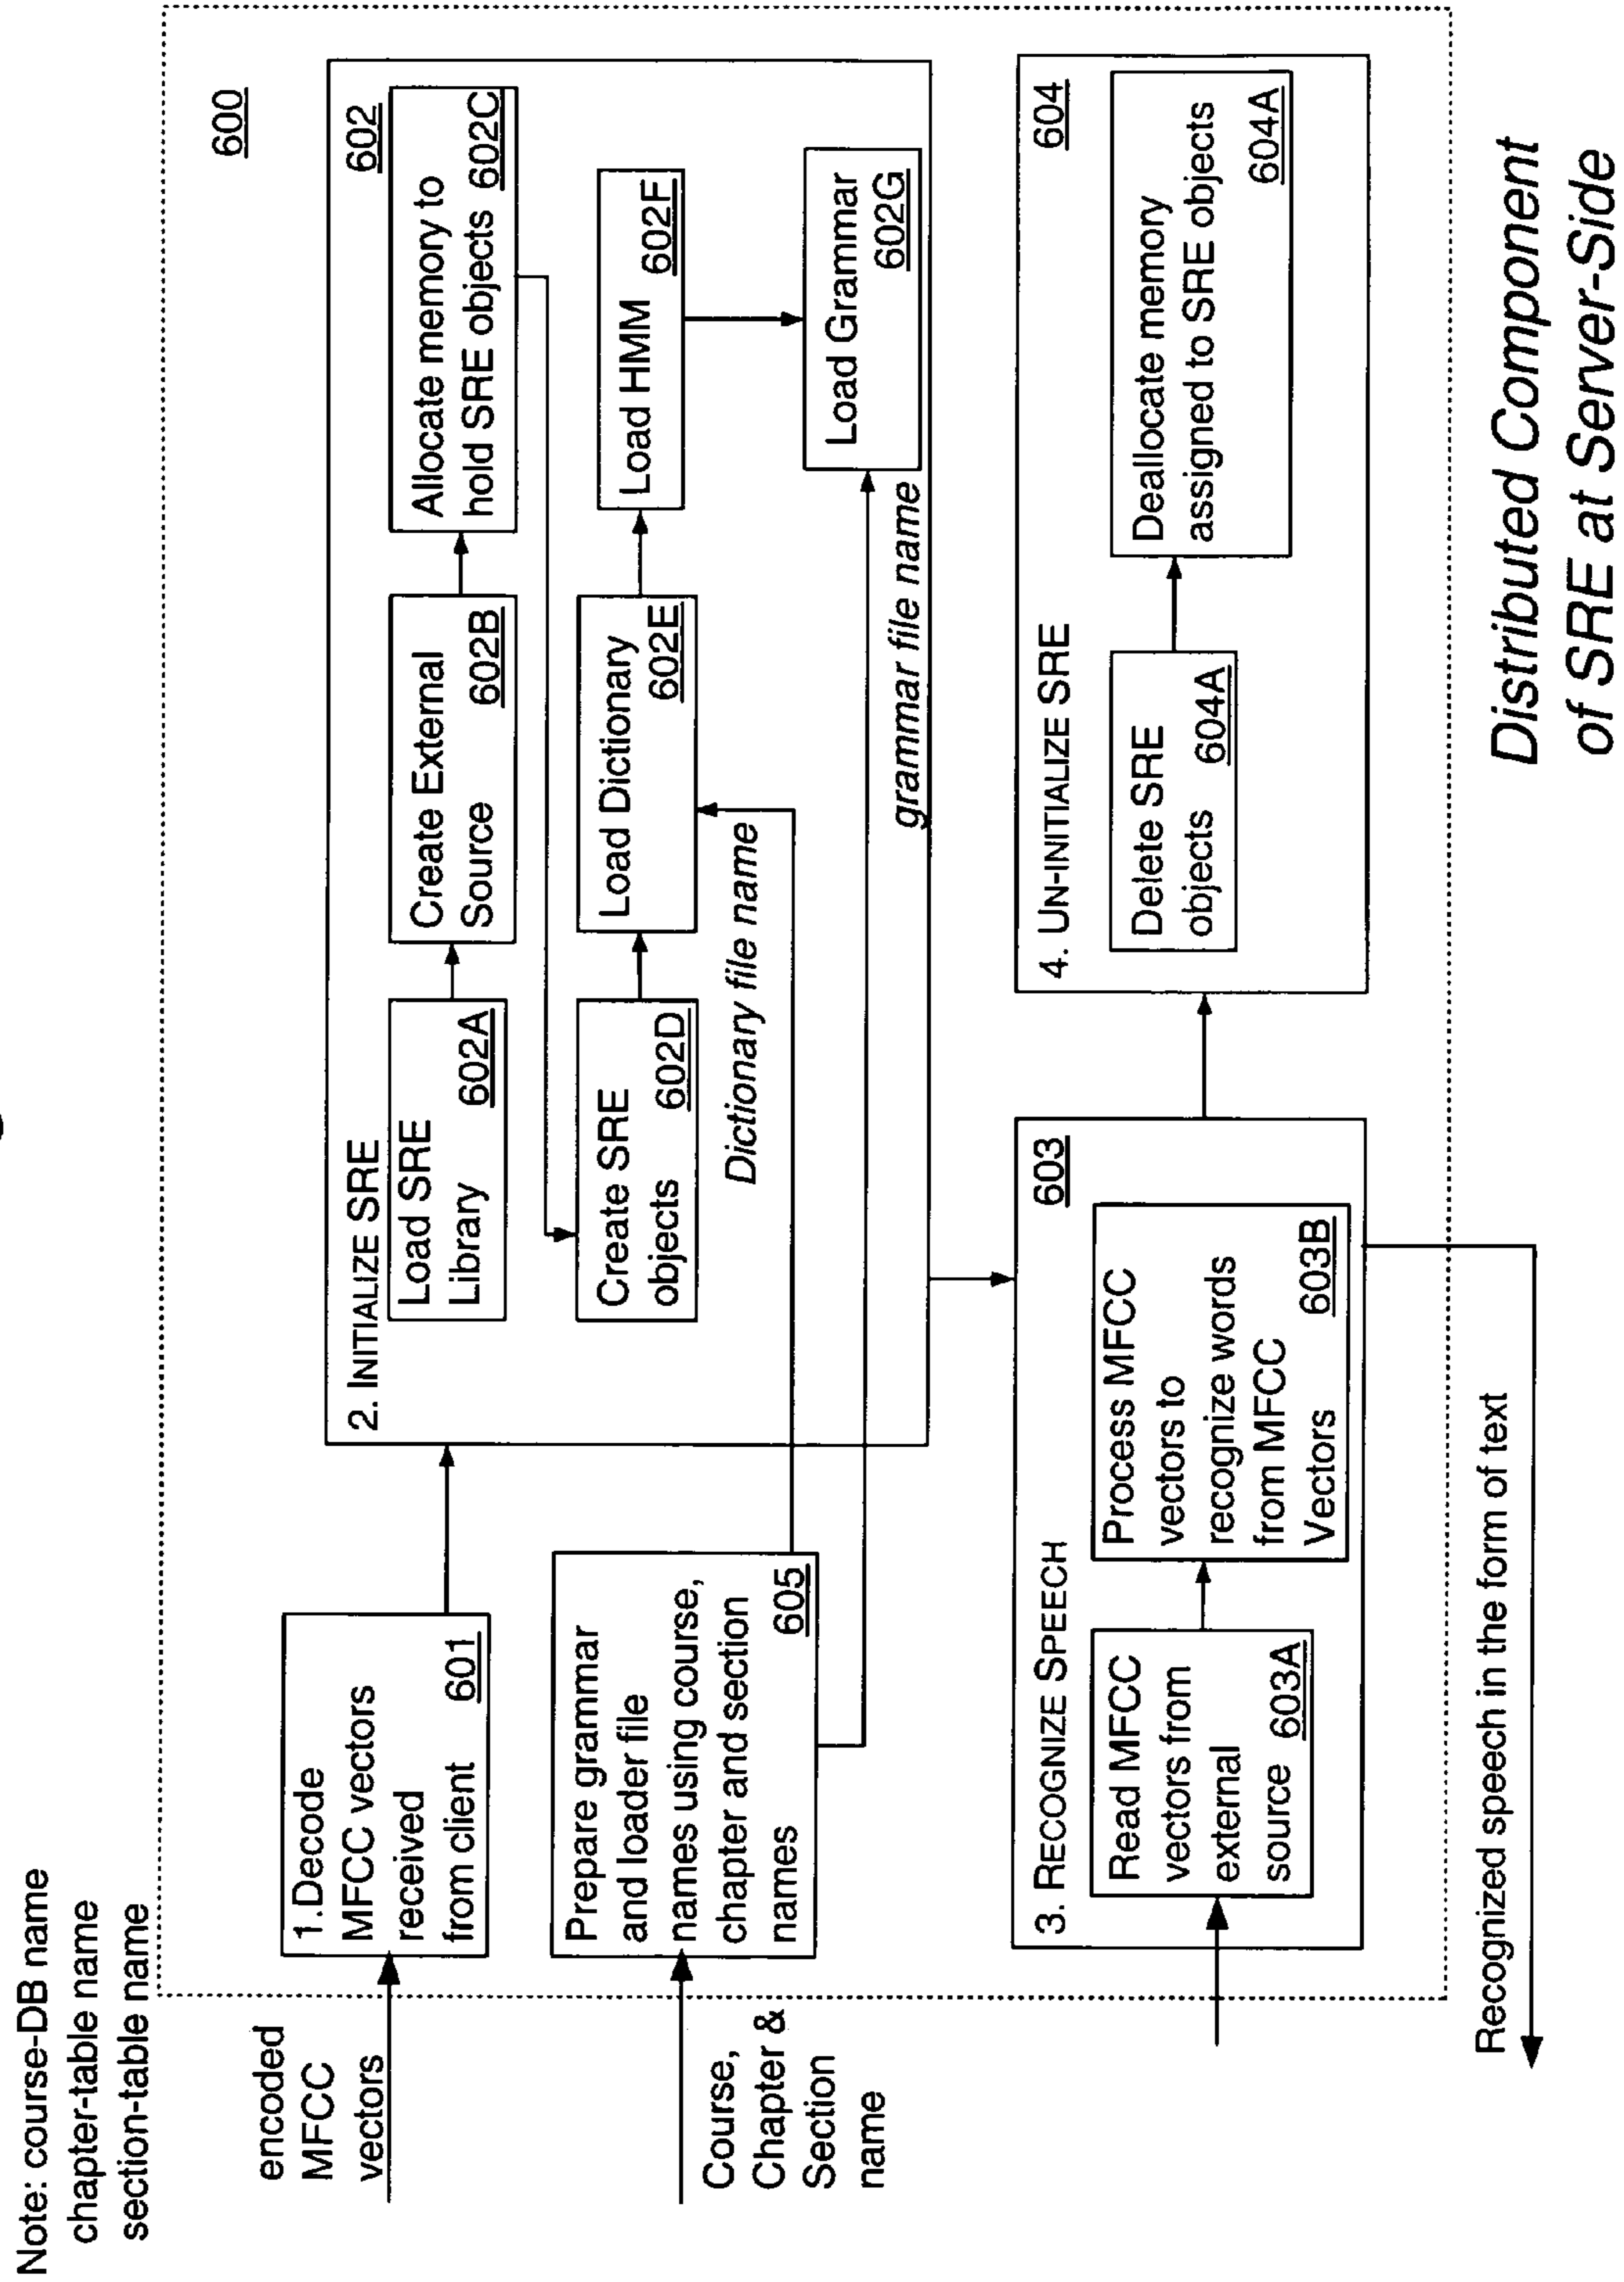 Note: course-DB name
chapter-table name
section-table name
encoded
MFCC
vectors
Course,
Chapter &
Section
name
600
1.Decode
MFCC vectors
received
from client 601
Prepare grammar
and loader file
names using course,
chapter and section
names 605
2. INITIALIZE SRE 602
Load SRE
Library 602A
Create External
Source 602B
Allocate memory to
hold SRE objects 602C
Create SRE
objects 602D
Load Dictionary
602E
Load HMM
602F
Load Grammar
602G
Dictionary file name
grammar file name
3. RECOGNIZE SPEECH 603
Read MFCC
vectors from
external
source 603A
Process MFCC
vectors to
recognize words
from MFCC
Vectors 603B
4. UN-INITIALIZE SRE 604
Delete SRE
objects 604A
Deallocate memory
assigned to SRE objects
604A
Recognized speech in the form of text
Distributed Component
of SRE at Server-Side